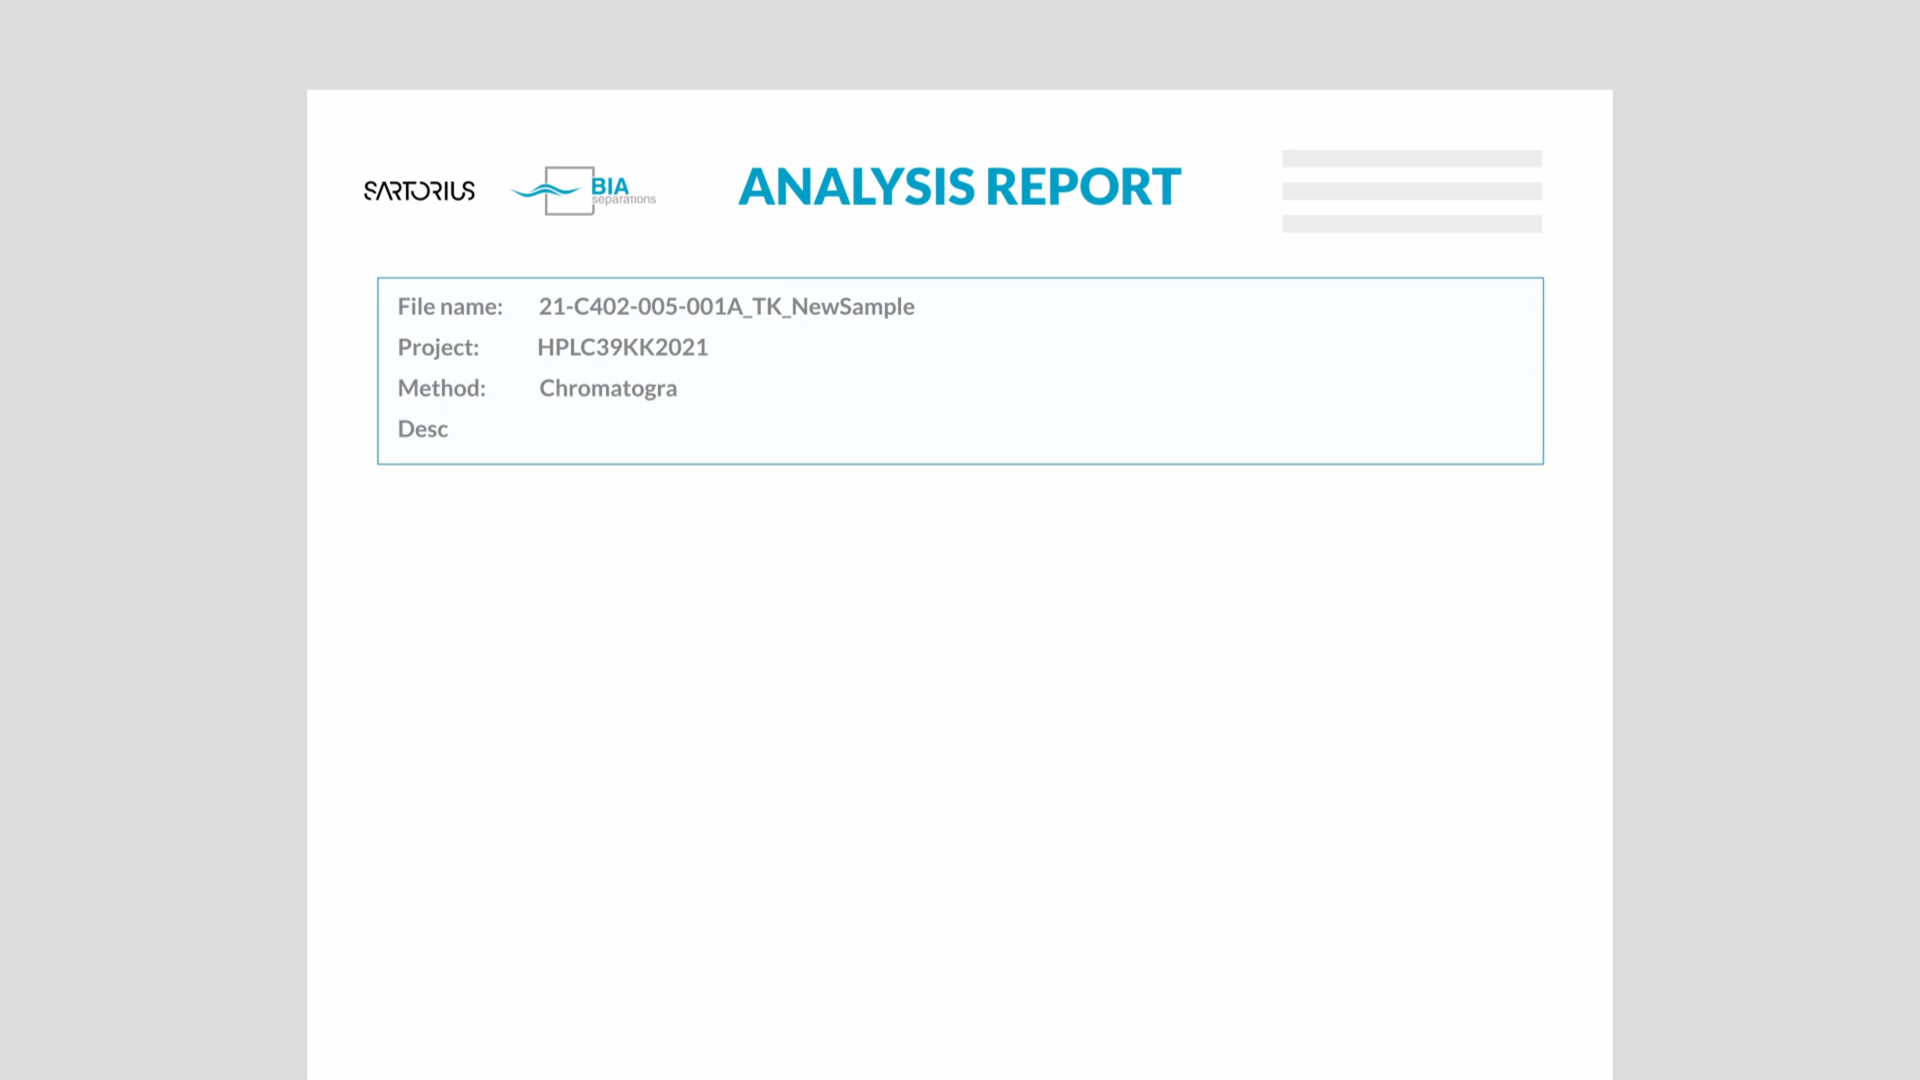 SARTORIUS
BIA
separations
ANALYSIS REPORT
File name: 21-C402-005-001A_TK_NewSample
Project: HPLC39KK2021
Method: Chromatogra
Desc